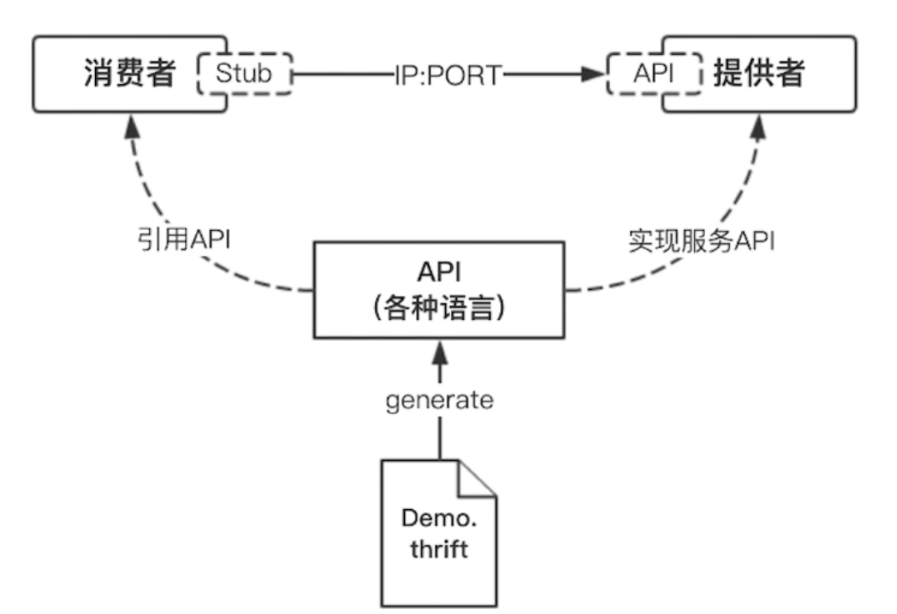 消费者
Stub
IP:PORT
API
提供者
引用API
实现服务API
API
（各种语言）
generate
Demo.
thrift